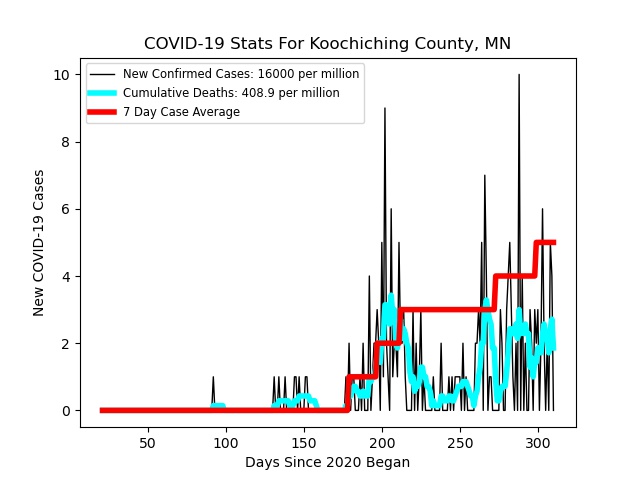 COVID-19 Stats For Koochiching County, MN
New Confirmed Cases: 16000 per million
Cumulative Deaths: 408.9 per million
7 Day Case Average
New COVID-19 Cases
10
8
6
4
2
0
50 100 150 200 250 300
Days Since 2020 Began